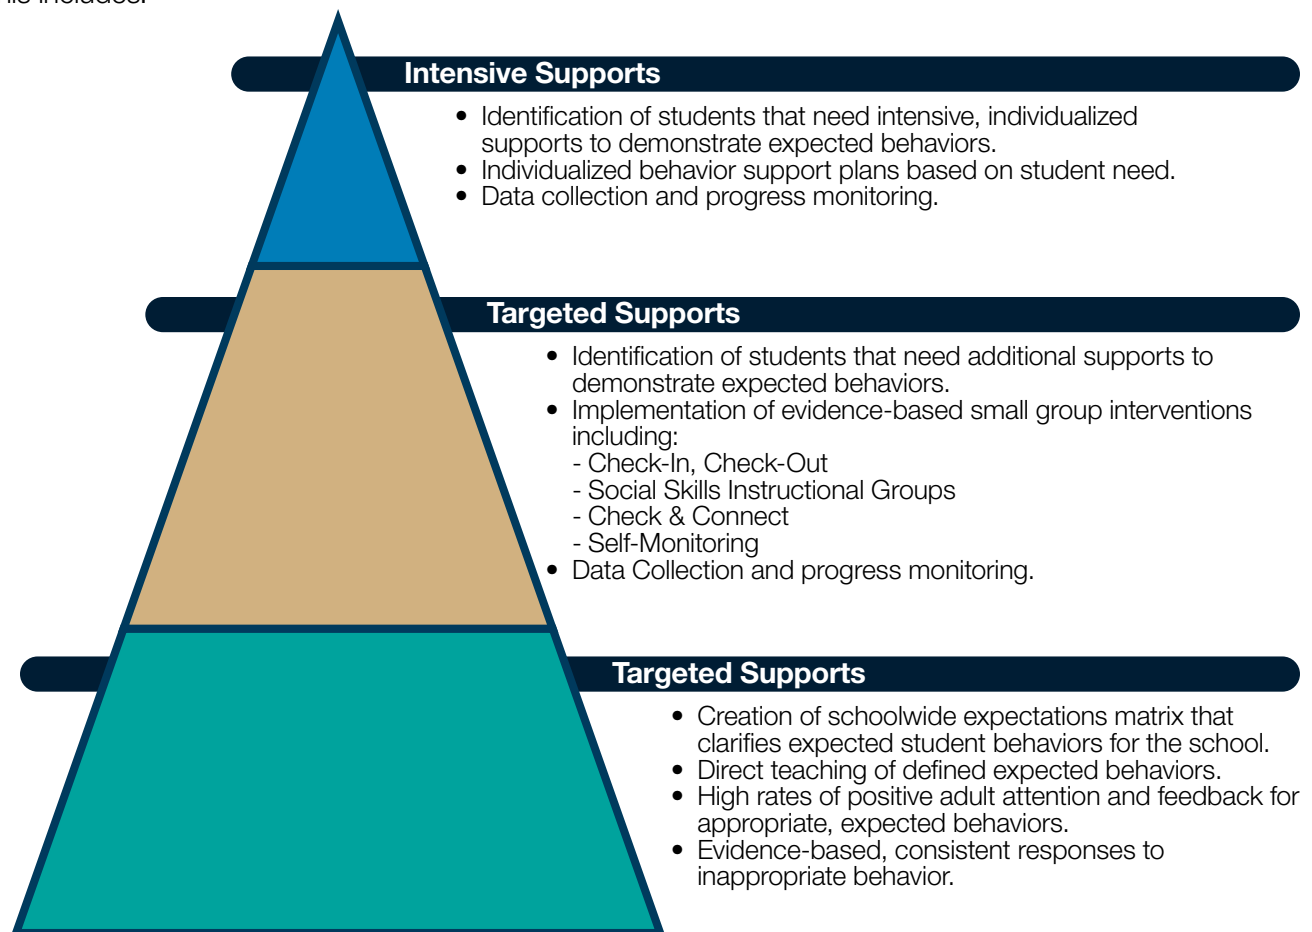 his includes:
Intensive Supports
• Identification of students that need intensive, individualized
supports to demonstrate expected behaviors.
• Individualized behavior support plans based on student need.
• Data collection and progress monitoring.
Targeted Supports
• Identification of students that need additional supports to
demonstrate expected behaviors.
• Implementation of evidence-based small group interventions
including:
- Check-In, Check-Out
- Social Skills Instructional Groups
- Check & Connect
- Self-Monitoring
• Data Collection and progress monitoring.
Targeted Supports
• Creation of schoolwide expectations matrix that
clarifies expected student behaviors for the school.
• Direct teaching of defined expected behaviors.
• High rates of positive adult attention and feedback for
appropriate, expected behaviors.
• Evidence-based, consistent responses to
inappropriate behavior.